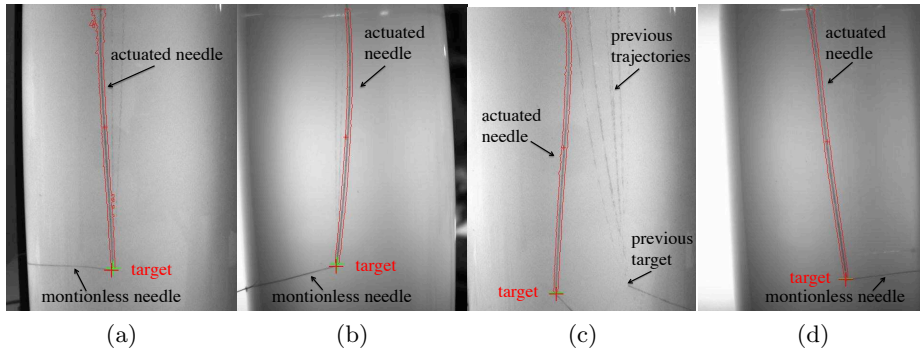 actuated needle
target
montionless needle
(a)
actuated
needle
target
montionless needle
(b)
previous
trajectories
actuated
needle
previous
target
target
(c)
actuated
needle
target
montionless needle
(d)